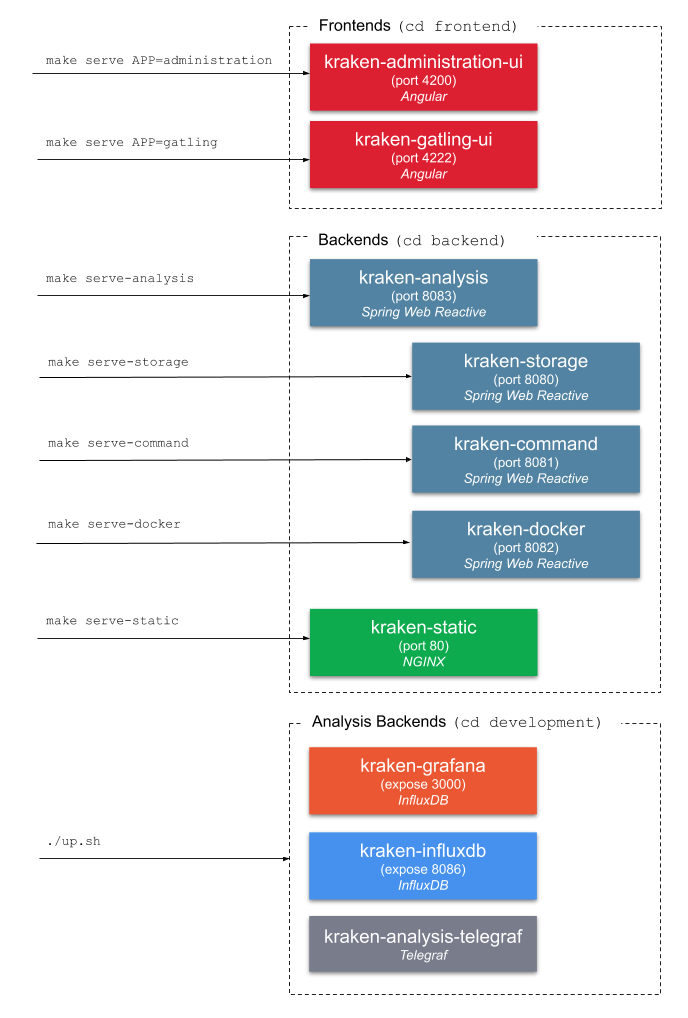 Frontends (cd frontend)
make serve APP=administration
kraken-administration-ui
(port 4200)
Angular
make serve APP=gatling
kraken-gatling-ui
(port 4222)
Angular
Backends (cd backend)
make serve-analysis
kraken-analysis
(port 8083)
Spring Web Reactive
make serve-storage
kraken-storage
(port 8080)
Spring Web Reactive
make serve-command
kraken-command
(port 8081)
Spring Web Reactive
make serve-docker
kraken-docker
(port 8082)
Spring Web Reactive
make serve-static
kraken-static
(port 80)
NGINX
Analysis Backends (cd development)
kraken-grafana
(expose 3000)
InfluxDB
./up.sh
kraken-influxdb
(expose 8086)
InfluxDB
kraken-analysis-telegraf
Telegraf